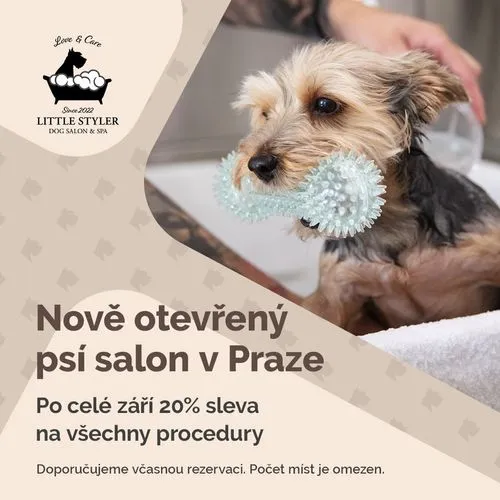 Love & Care
Since 2022
LITTLE STYLER
DOG SALON & SPA
Nově otevřený
psí salon v Praze
Po celé září 20% sleva
na všechny procedury
Doporučujeme včasnou rezervaci. Počet míst je omezen.